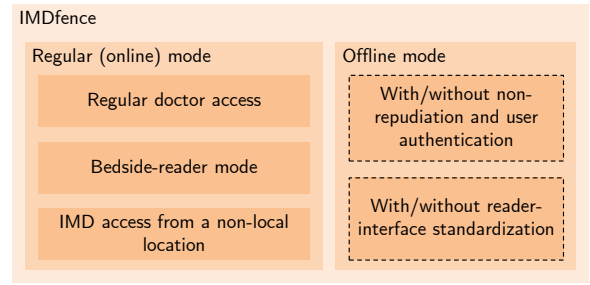 IMDfence
Regular (online) mode
Regular doctor access
Bedside-reader mode
IMD access from a non-local
location
Offline mode
With/without non-
repudiation and user
authentication
With/without reader-
interface standardization